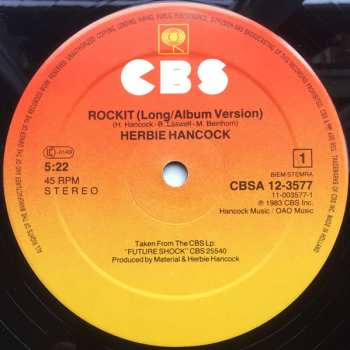 CBS
ROCKIT (Long/Album Version)
(H. Hancock - B. Laswell - M. Beinhorn)
HERBIE HANCOCK
5:22
45 RPM
STEREO
1
BIEM/STEMRA
CBSA 12-3577
11-003577-1
℗ 1983 CBS Inc.
Hancock Music / OAO Music
Taken From The CBS Lp:
"FUTURE SHOCK" CBS 25540
Produced by Material & Herbie Hancock